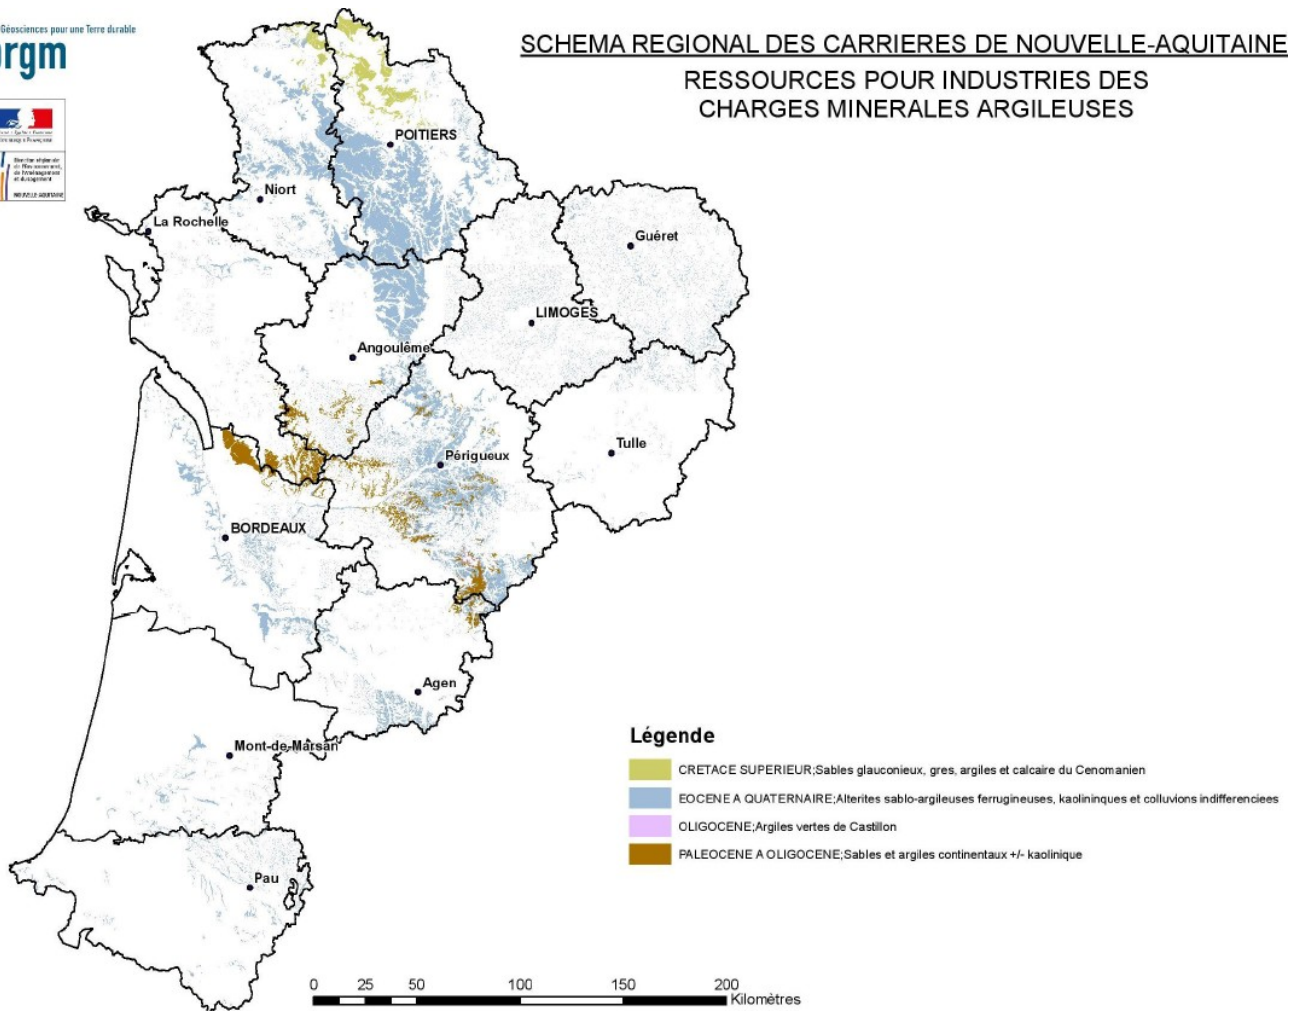 Géosciences pour une Terre durable
brgm
SCHEMA REGIONAL DES CARRIERES DE NOUVELLE-AQUITAINE
RESSOURCES POUR INDUSTRIES DES
CHARGES MINERALES ARGILEUSES
NOUVELLE-AQUITAINE
POITIERS
Niort
La Rochelle
Guéret
LIMOGES
Angoulême
Tulle
Périgueux
BORDEAUX
Agen
Mont-de-Marsan
Pau
Légende
CRETACE SUPERIEUR;Sables glauconieux, gres, argiles et calcaire du Cenomanien
EOCENE A QUATERNAIRE;Alterites sablo-argileuses ferrugineuses, kaolininques et colluvions indifferenciees
OLIGOCENE;Argiles vertes de Castillon
PALEOCENE A OLIGOCENE;Sables et argiles continentaux +/- kaolinique
0 25 50 100 150 200
Kilomètres